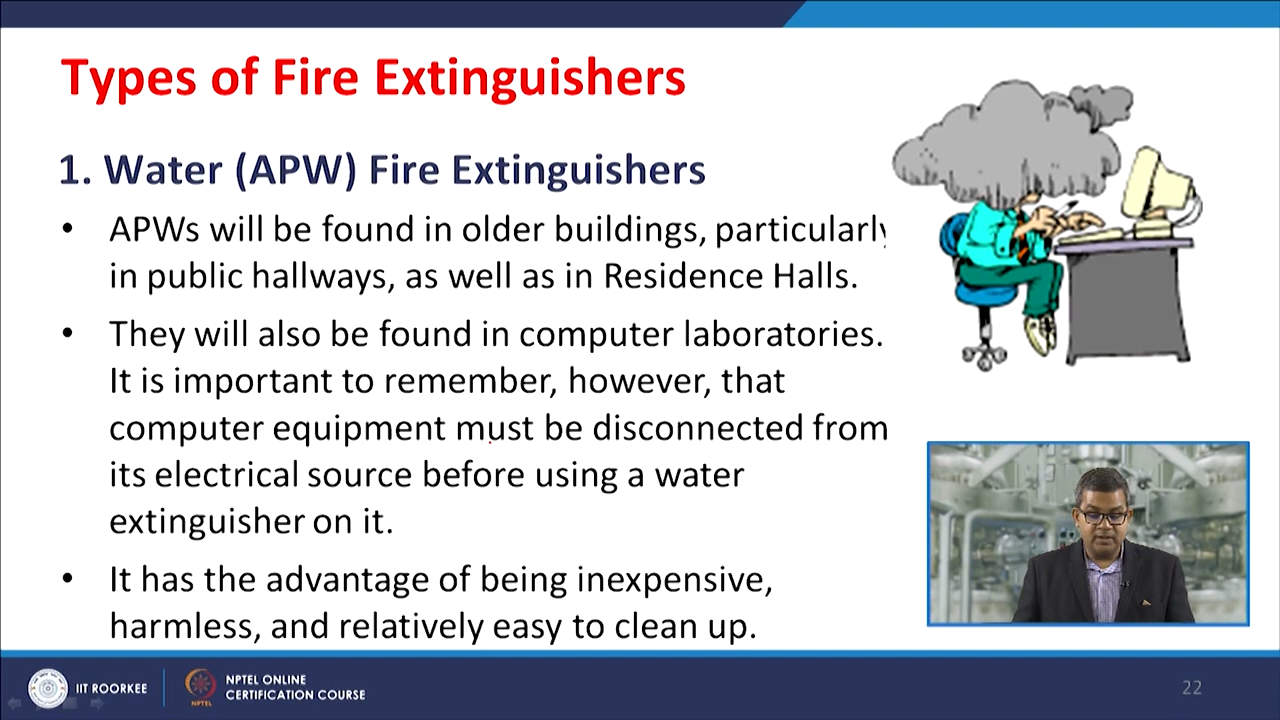 Types of Fire Extinguishers
1. Water (APW) Fire Extinguishers
• APWs will be found in older buildings, particularly
in public hallways, as well as in Residence Halls.
• They will also be found in computer laboratories.
It is important to remember, however, that
computer equipment must be disconnected from
its electrical source before using a water
extinguisher on it.
• It has the advantage of being inexpensive,
harmless, and relatively easy to clean up.
IIT ROORKEE
NPTEL
NPTEL ONLINE
CERTIFICATION COURSE
22